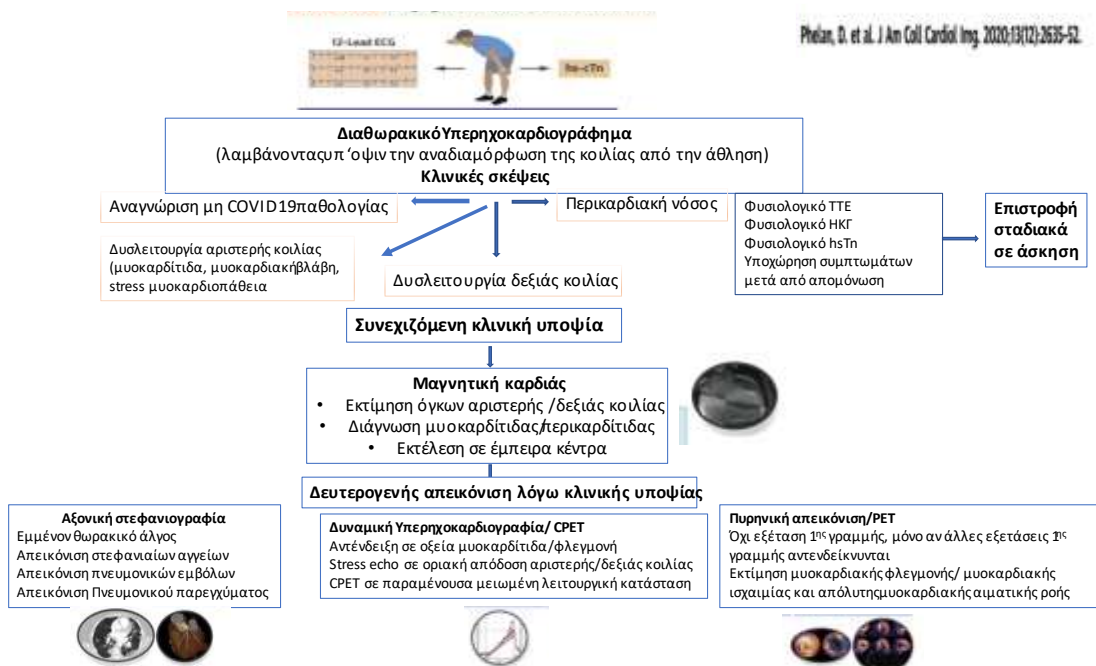 Phelan, D. et al. J Am Coll Cardiol Img. 2020;13(12):2635-52.
12-Lead ECG
hs-cTn
Διαθωρακικό Υπερηχοκαρδιογράφημα
(λαμβάνοντας υπ 'οψιν την αναδιαμόρφωση της κοιλίας από την άθληση)
Κλινικές σκέψεις
Αναγνώριση μη COVID19 παθολογίας
Περικαρδιακή νόσος
Δυσλειτουργία αριστερής κοιλίας
(μυοκαρδίτιδα, μυοκαρδιακή βλάβη,
stress μυοκαρδιοπάθεια
Δυσλειτουργία δεξιάς κοιλίας
Φυσιολογικό ΤΤΕ
Φυσιολογικό ΗΚΓ
Φυσιολογικό hsTn
Υποχώρηση συμπτωμάτων
μετά από απομόνωση
Επιστροφή
σταδιακά
σε άσκηση
Συνεχιζόμενη κλινική υποψία
Μαγνητική καρδιάς
• Εκτίμηση όγκων αριστερής /δεξιάς κοιλίας
• Διάγνωση μυοκαρδίτιδας/περικαρδίτιδας
• Εκτέλεση σε έμπειρα κέντρα
Δευτερογενής απεικόνιση λόγω κλινικής υποψίας
Αξονική στεφανιογραφία
Εμμένον θωρακικό άλγος
Απεικόνιση στεφανιαίων αγγείων
Απεικόνιση πνευμονικών εμβόλων
Απεικόνιση Πνευμονικού παρεγχύματος
Δυναμική Υπερηχοκαρδιογραφία/ CPET
Αντένδειξη σε οξεία μυοκαρδίτιδα/φλεγμονή
Stress echo σε οριακή απόδοση αριστερής/δεξιάς κοιλίας
CPET σε παραμένουσα μειωμένη λειτουργική κατάσταση
Πυρηνική απεικόνιση/PET
Όχι εξέταση 1ης γραμμής, μόνο αν άλλες εξετάσεις 1ης
γραμμής αντενδείκνυνται
Εκτίμηση μυοκαρδιακής φλεγμονής/ μυοκαρδιακής
ισχαιμίας και απόλυτης μυοκαρδιακής αιματικής ροής